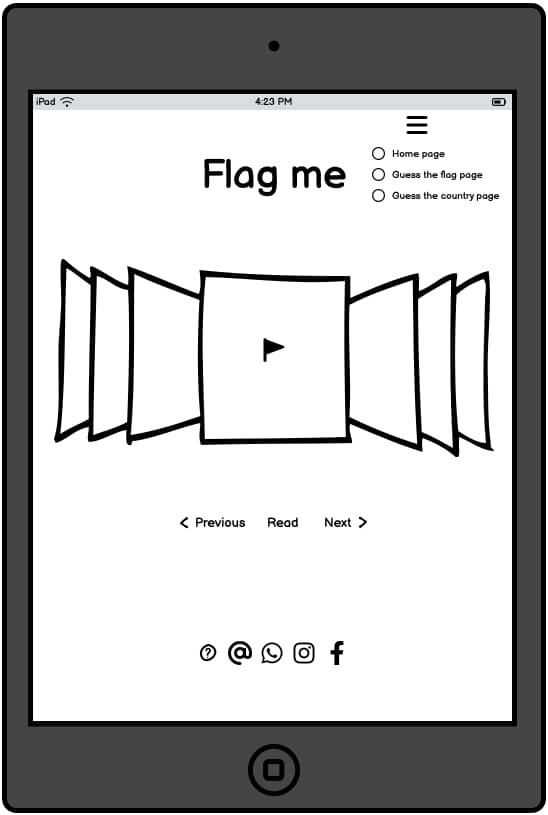 iPad 4:23 PM
Flag me
Home page
Guess the flag page
Guess the country page
Previous Read Next